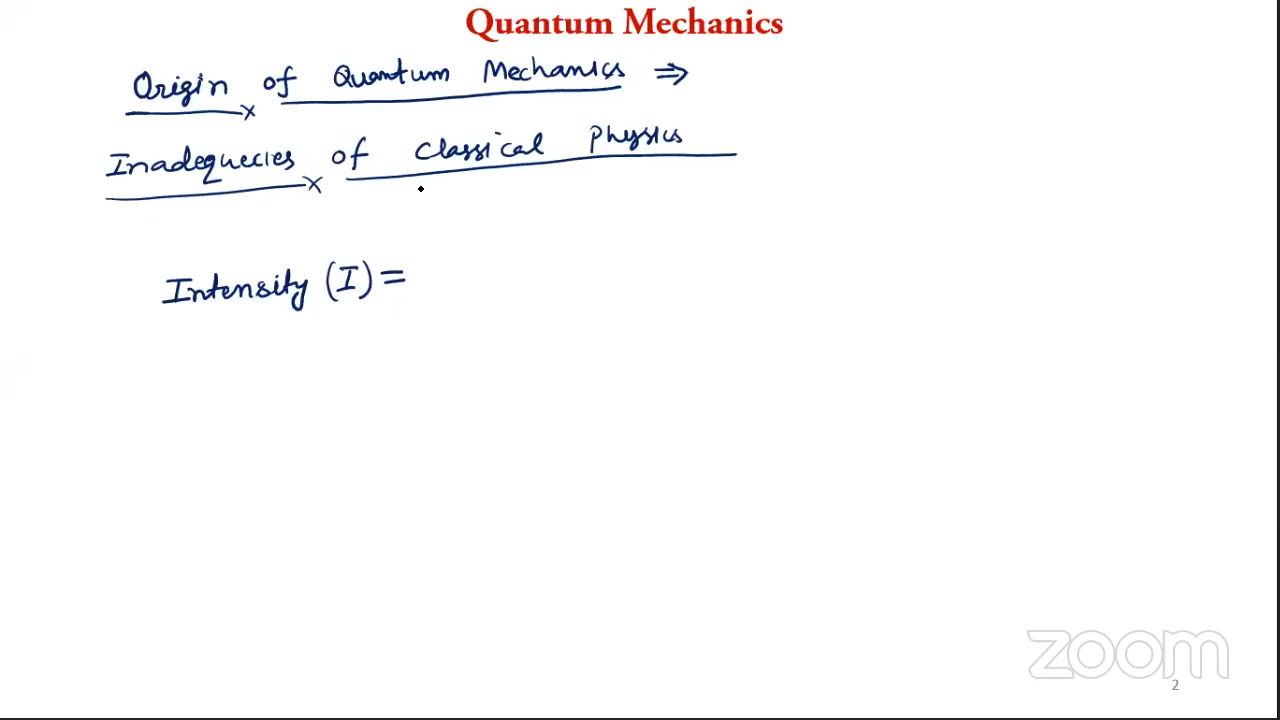 Quantum Mechanics
Origin of Quantum Mechanics ⇒
Inadequecies of Classical Physics
Intensity (I) =
zoom
2